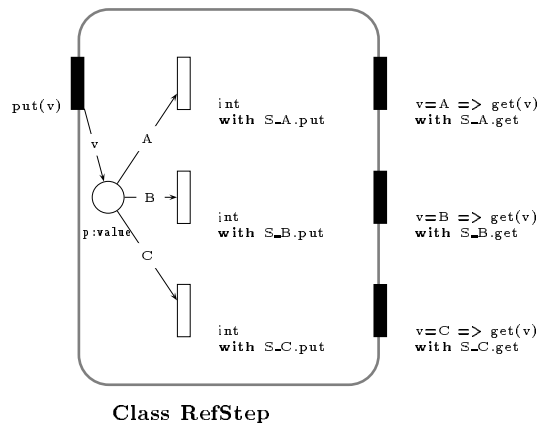 put(v)
v
A
B
C
p:value
int
with S_A.put
int
with S_B.put
int
with S_C.put
v=A => get(v)
with S_A.get
v=B => get(v)
with S_B.get
v=C => get(v)
with S_C.get
Class RefStep